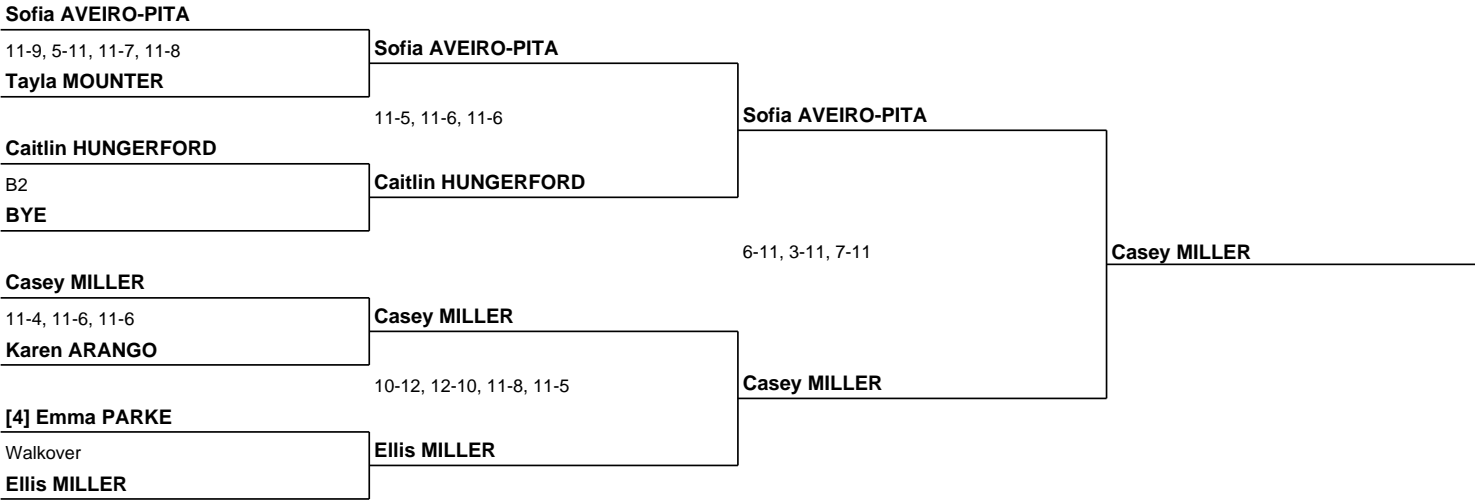 Sofia AVEIRO-PITA
11-9, 5-11, 11-7, 11-8
Tayla MOUNTER
Sofia AVEIRO-PITA
11-5, 11-6, 11-6
Sofia AVEIRO-PITA
Caitlin HUNGERFORD
B2
BYE
Caitlin HUNGERFORD
6-11, 3-11, 7-11
Casey MILLER
Casey MILLER
11-4, 11-6, 11-6
Karen ARANGO
Casey MILLER
10-12, 12-10, 11-8, 11-5
Casey MILLER
[4] Emma PARKE
Walkover
Ellis MILLER
Ellis MILLER